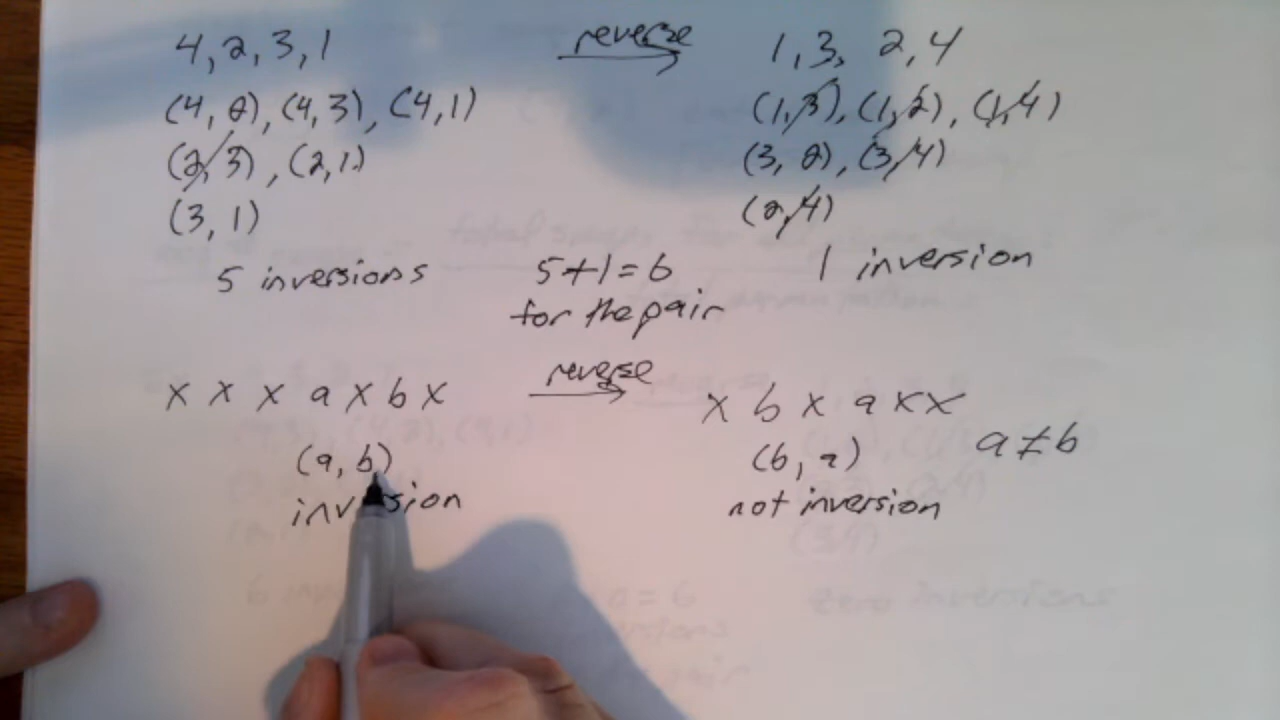 4, 2, 3, 1 reverse 1, 3, 2, 4
(4, 2), (4, 3), (4, 1) (1, 3), (1, 2), (1, 4)
(2, 3), (2, 1) (3, 2), (3, 4)
(3, 1) (2, 4)
5 inversions 5+1=6 1 inversion
for the pair
x x x a x b x reverse x b x a x x
(a, b) (b, a) a≠b
inversion not inversion
zero inversions